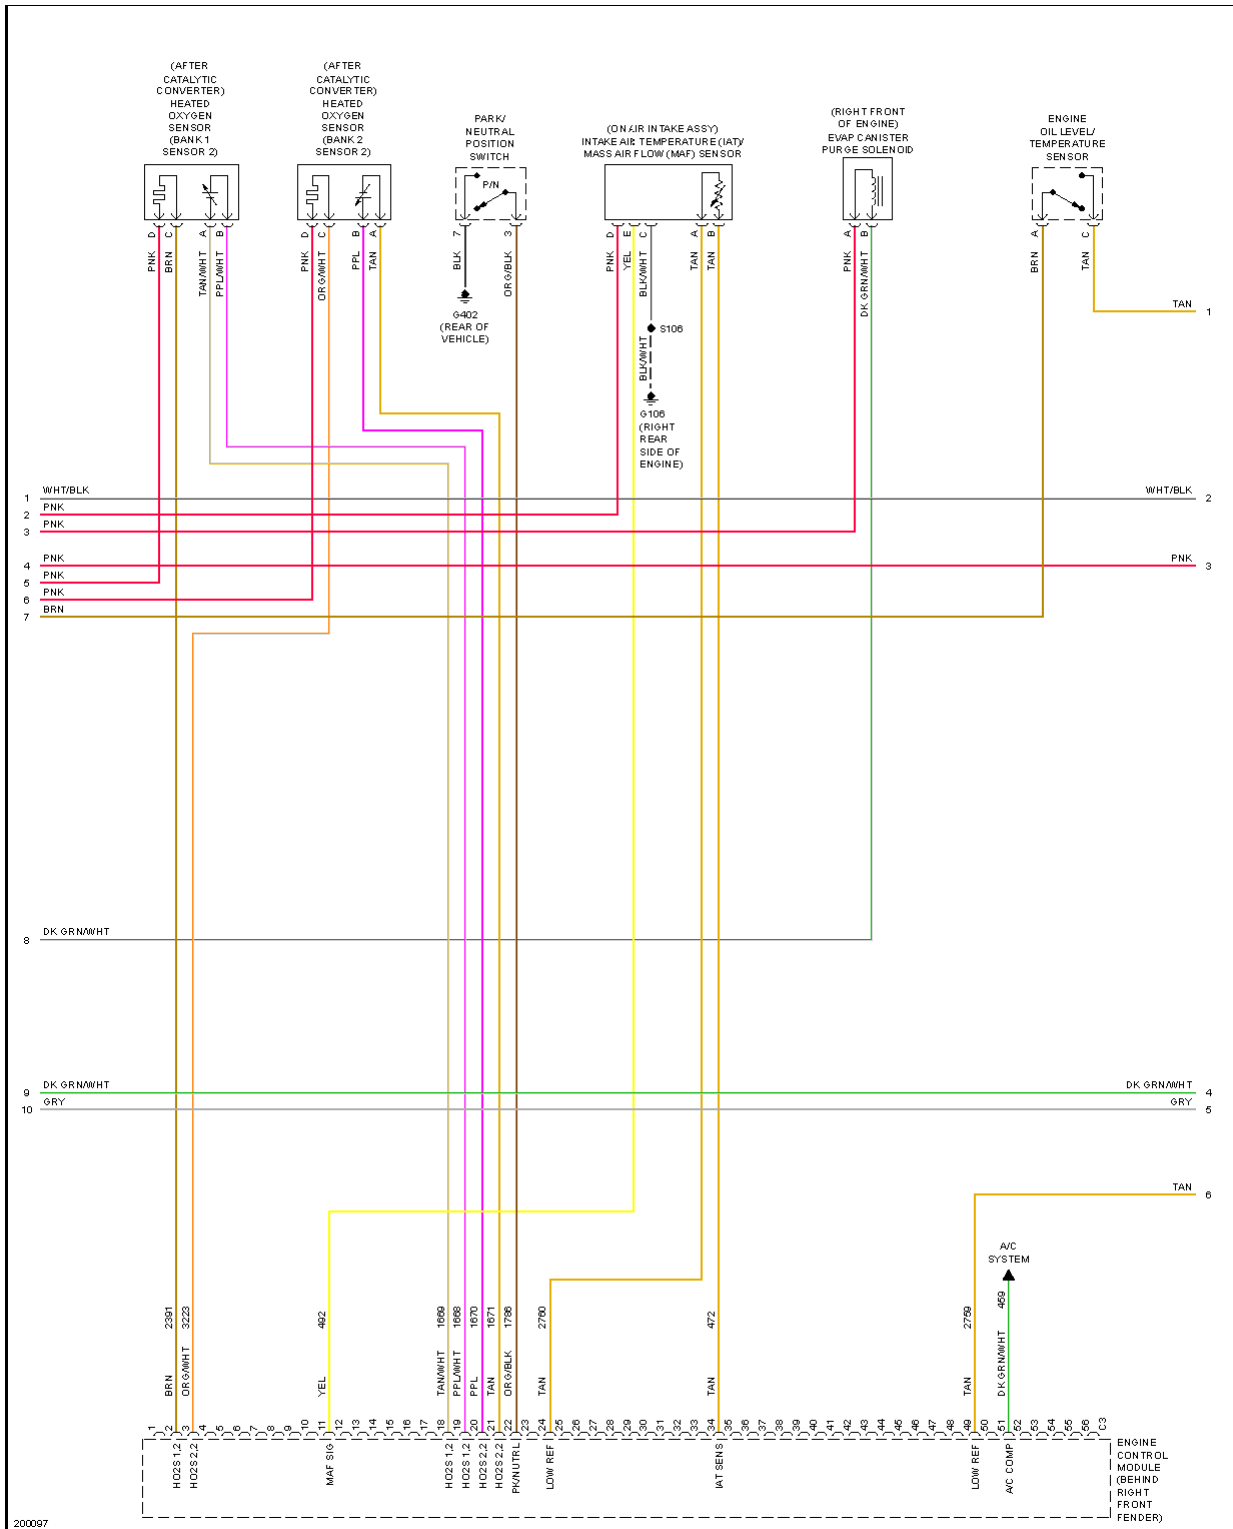 (AFTER
CATALYTIC
CONVERTER)
HEATED
OXYGEN
SENSOR
(BANK 1
SENSOR 2)
(AFTER
CATALYTIC
CONVERTER)
HEATED
OXYGEN
SENSOR
(BANK 2
SENSOR 2)
PARK/
NEUTRAL
POSITION
SWITCH
P/N
(ON AIR INTAKE ASSY)
INTAKE AIR TEMPERATURE (IAT)/
MASS AIR FLOW (MAF) SENSOR
(RIGHT FRONT
OF ENGINE)
EVAP CANISTER
PURGE SOLENOID
ENGINE
OIL LEVEL/
TEMPERATURE
SENSOR
D C A B
PNK BRN TAN/WHT PPL/WHT
D C B A
PNK ORG/WHT PPL TAN
7 3
BLK ORG/BLK
D E C A B
PNK YEL BLK/WHT TAN TAN
A B
PNK DK GRN/WHT
A C
BRN TAN
G402
(REAR OF
VEHICLE)
S106
BLK/WHT
G106
(RIGHT
REAR
SIDE OF
ENGINE)
TAN 1
1 WHT/BLK WHT/BLK 2
2 PNK
3 PNK
4 PNK PNK 3
5 PNK
6 PNK
7 BRN
8 DK GRN/WHT
9 DK GRN/WHT DK GRN/WHT 4
10 GRY GRY 5
TAN 6
A/C
SYSTEM
2391 3223 492 1669 1668 1670 1671 1786 2760 472 2759 459
BRN ORG/WHT YEL TAN/WHT PPL/WHT PPL TAN ORG/BLK TAN TAN TAN DK GRN/WHT
1 2 3 4 5 6 7 8 9 10 11 12 13 14 15 16 17 18 19 20 21 22 23 24 25 26 27 28 29 30 31 32 33 34 35 36 37 38 39 40 41 42 43 44 45 46 47 48 49 50 51 52 53 54 55 56 C3
HO2S 1,2 HO2S 2,2 MAF SIG HO2S 1,2 HO2S 1,2 HO2S 2,2 HO2S 2,2 PK/NUTRL LOW REF IAT SENS LOW REF A/C COMP
ENGINE
CONTROL
MODULE
(BEHIND
RIGHT
FRONT
FENDER)
200097